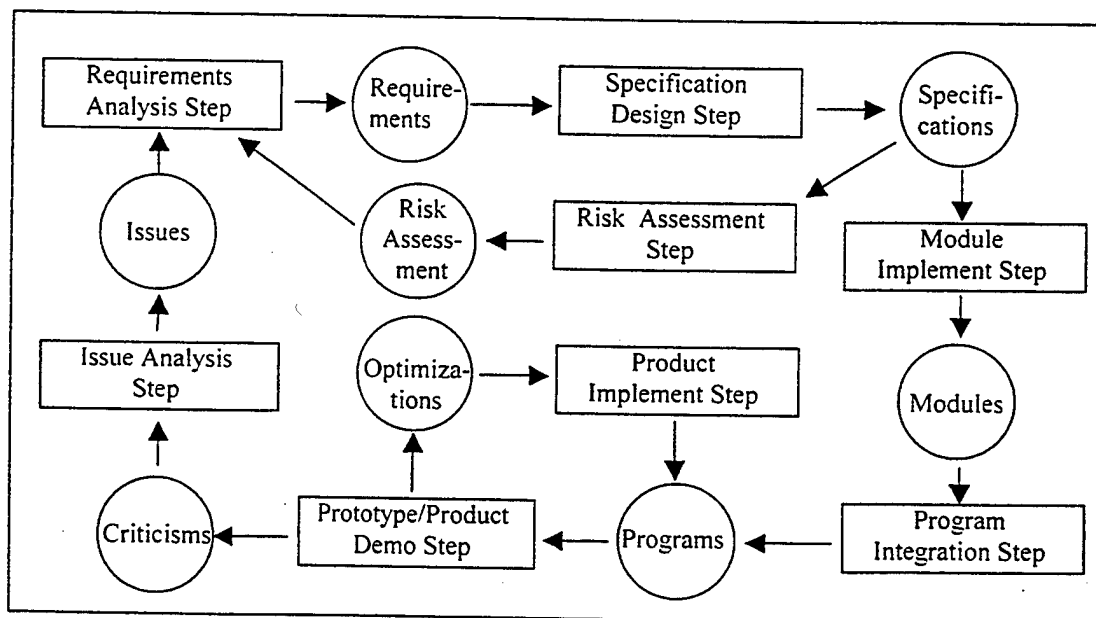 Requirements
Analysis Step
Require-
ments
Specification
Design Step
Specifi-
cations
Issues
Risk
Assess-
ment
Risk Assessment
Step
Module
Implement Step
Issue Analysis
Step
Optimiza-
tions
Product
Implement Step
Modules
Criticisms
Prototype/Product
Demo Step
Programs
Program
Integration Step